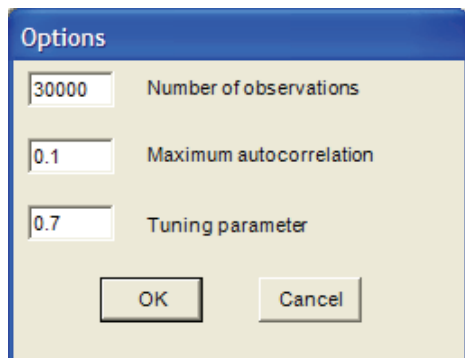 Options
30000 Number of observations
0.1 Maximum autocorrelation
0.7 Tuning parameter
OK Cancel